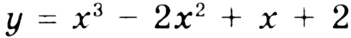 y = x³ − 2x² + x + 2